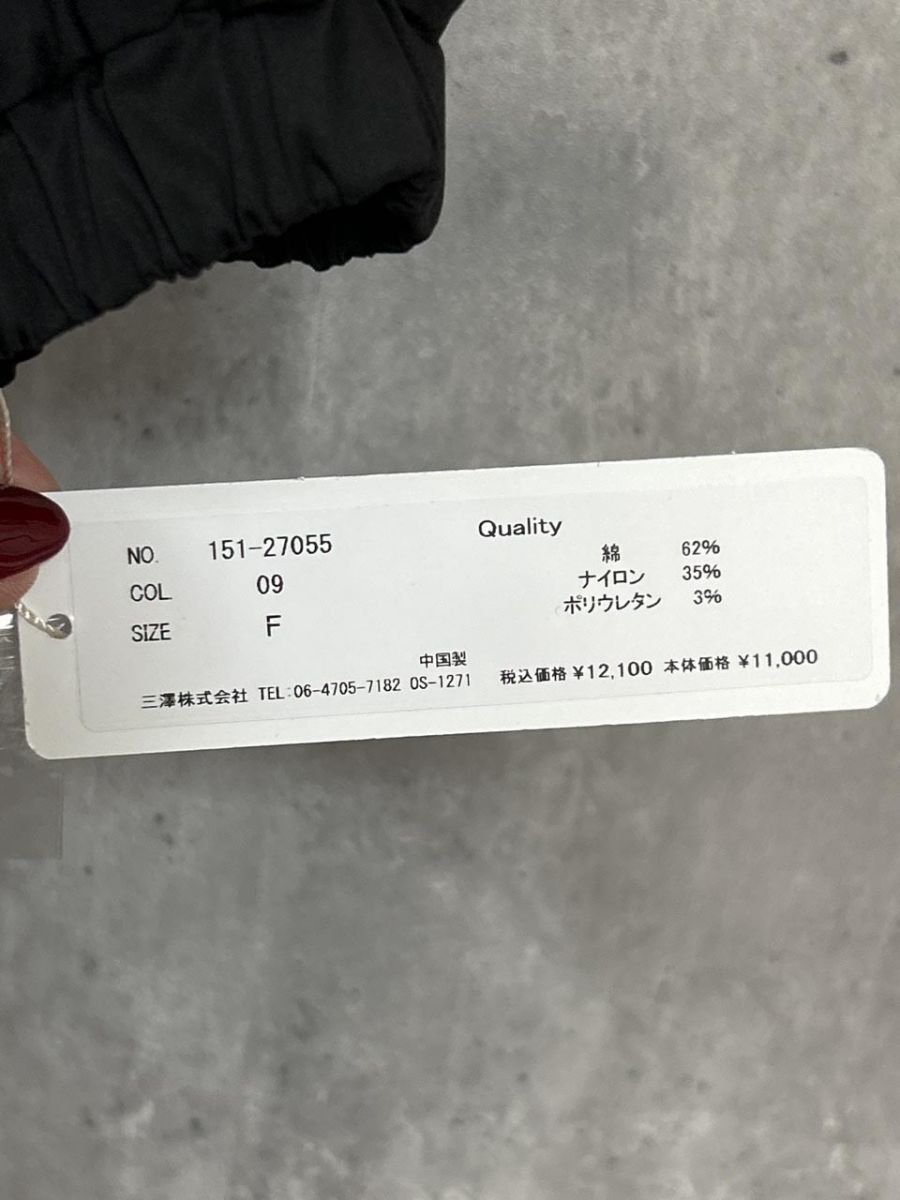 NO. 151-27055
COL 09
SIZE F
Quality
綿 62%
ナイロン 35%
ポリウレタン 3%
中国製
三澤株式会社 TEL:06-4705-7182 OS-1271 税込価格 ¥12,100 本体価格 ¥11,000